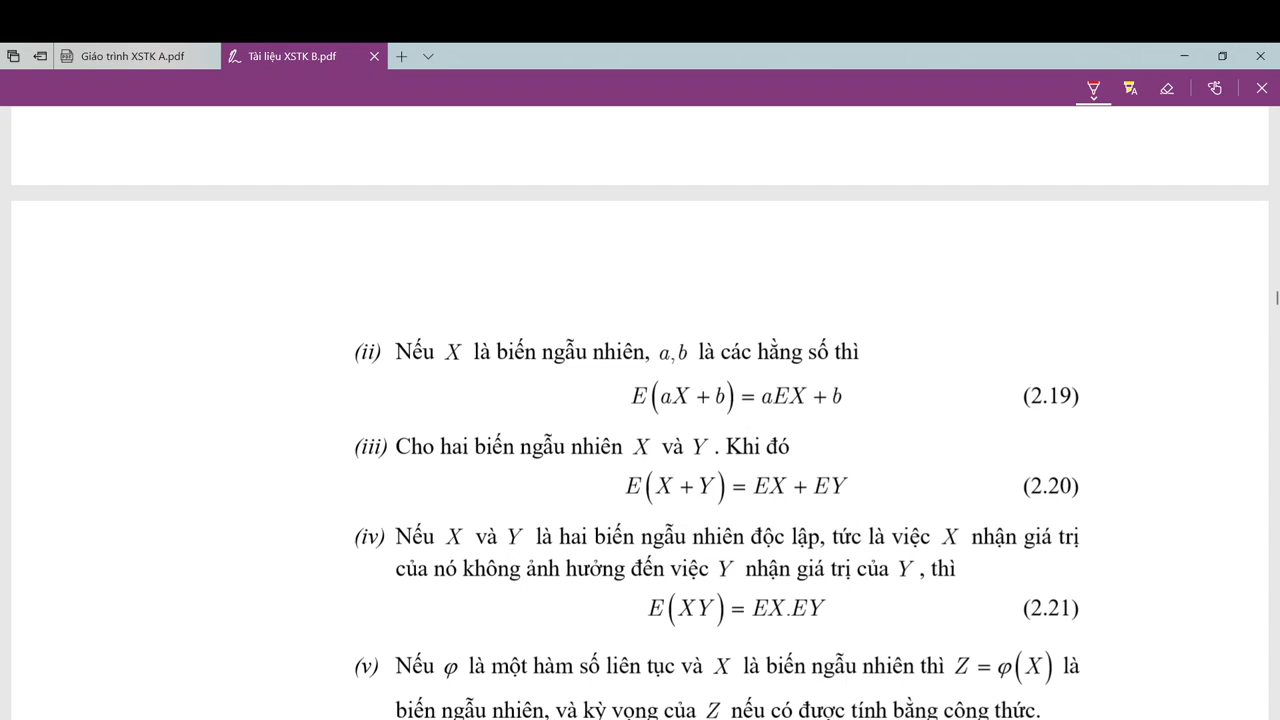 Giáo trình XSTK A.pdf
Tài liệu XSTK B.pdf
(ii) Nếu X là biến ngẫu nhiên, a,b là các hằng số thì
E(aX + b) = aEX + b (2.19)
(iii) Cho hai biến ngẫu nhiên X và Y . Khi đó
E(X + Y) = EX + EY (2.20)
(iv) Nếu X và Y là hai biến ngẫu nhiên độc lập, tức là việc X nhận giá trị
của nó không ảnh hưởng đến việc Y nhận giá trị của Y , thì
E(XY) = EX.EY (2.21)
(v) Nếu φ là một hàm số liên tục và X là biến ngẫu nhiên thì Z = φ(X) là
biến ngẫu nhiên, và kỳ vọng của Z nếu có được tính bằng công thức.